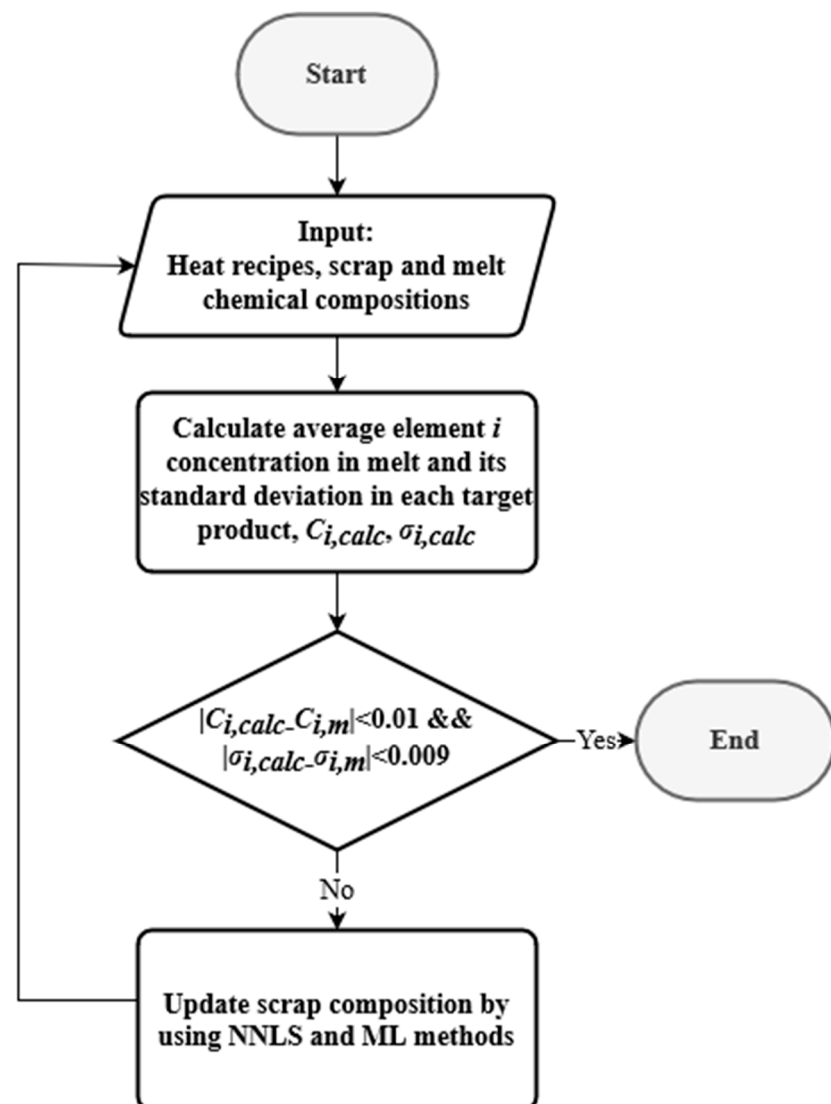 Start
Input:
Heat recipes, scrap and melt
chemical compositions
Calculate average element i
concentration in melt and its
standard deviation in each target
product, Ci,calc, σi,calc
|Ci,calc-Ci,m|<0.01 &&
|σi,calc-σi,m|<0.009
Yes
End
No
Update scrap composition by
using NNLS and ML methods